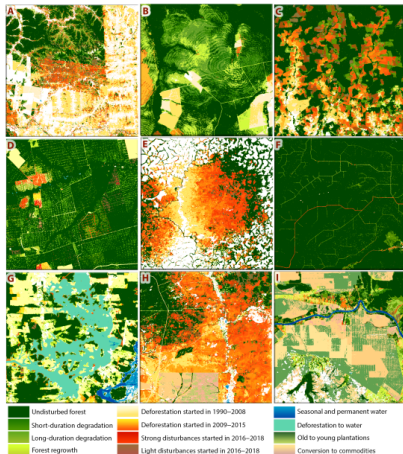 A B C
D E F
G H I
Undisturbed forest Deforestation started in 1990–2008 Seasonal and permanent water
Short-duration degradation Deforestation started in 2009–2015 Deforestation to water
Long-duration degradation Strong disturbances started in 2016–2018 Old to young plantations
Forest regrowth Light disturbances started in 2016–2018 Conversion to commodities